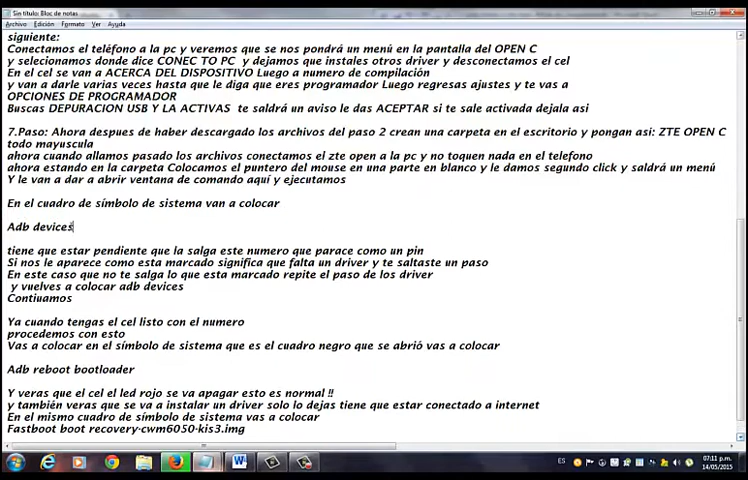 Sin título: Bloc de notas
Archivo Edición Formato Ver Ayuda
siguiente:
Conectamos el teléfono a la pc y veremos que se nos pondrá un menú en la pantalla del OPEN C
y selecionamos donde dice CONEC TO PC y dejamos que instales otros driver y desconectamos el cel
En el cel se van a ACERCA DEL DISPOSITIVO Luego a numero de compilación
y van a darle varias veces hasta que le diga que eres programador Luego regresas ajustes y te vas a
OPCIONES DE PROGRAMADOR
Buscas DEPURACION USB Y LA ACTIVAS te saldrá un aviso le das ACEPTAR si te sale activada dejala asi
7.Paso: Ahora despues de haber descargado los archivos del paso 2 crean una carpeta en el escritorio y pongan asi: ZTE OPEN C
todo mayuscula
ahora cuando allamos pasado los archivos conectamos el zte open a la pc y no toquen nada en el telefono
ahora estando en la carpeta Colocamos el puntero del mouse en una parte en blanco y le damos segundo click y saldrá un menú
Y le van a dar a abrir ventana de comando aquí y ejecutamos
En el cuadro de símbolo de sistema van a colocar
Adb devices
tiene que estar pendiente que la salga este numero que parace como un pin
Si nos le aparece como esta marcado significa que falta un driver y te saltaste un paso
En este caso que no te salga lo que esta marcado repite el paso de los driver
y vuelves a colocar adb devices
Contiuamos
Ya cuando tengas el cel listo con el numero
procedemos con esto
Vas a colocar en el símbolo de sistema que es el cuadro negro que se abrió vas a colocar
Adb reboot bootloader
Y veras que el cel el led rojo se va apagar esto es normal !!
y también veras que se va a instalar un driver solo lo dejas tiene que estar conectado a internet
En el mismo cuadro de símbolo de sistema vas a colocar
Fastboot boot recovery-cwm6050-kis3.img
ES
07:11 p.m.
14/05/2015